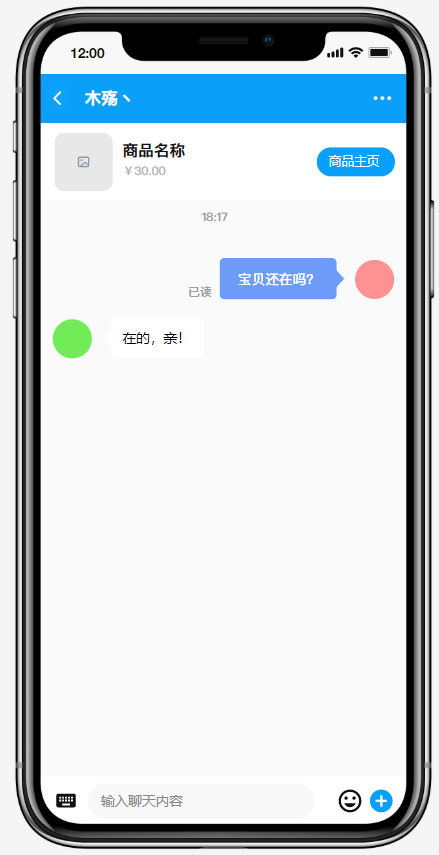 12:00
木殇丶
商品名称
￥30.00
商品主页
18:17
宝贝还在吗?
已读
在的，亲!
输入聊天内容